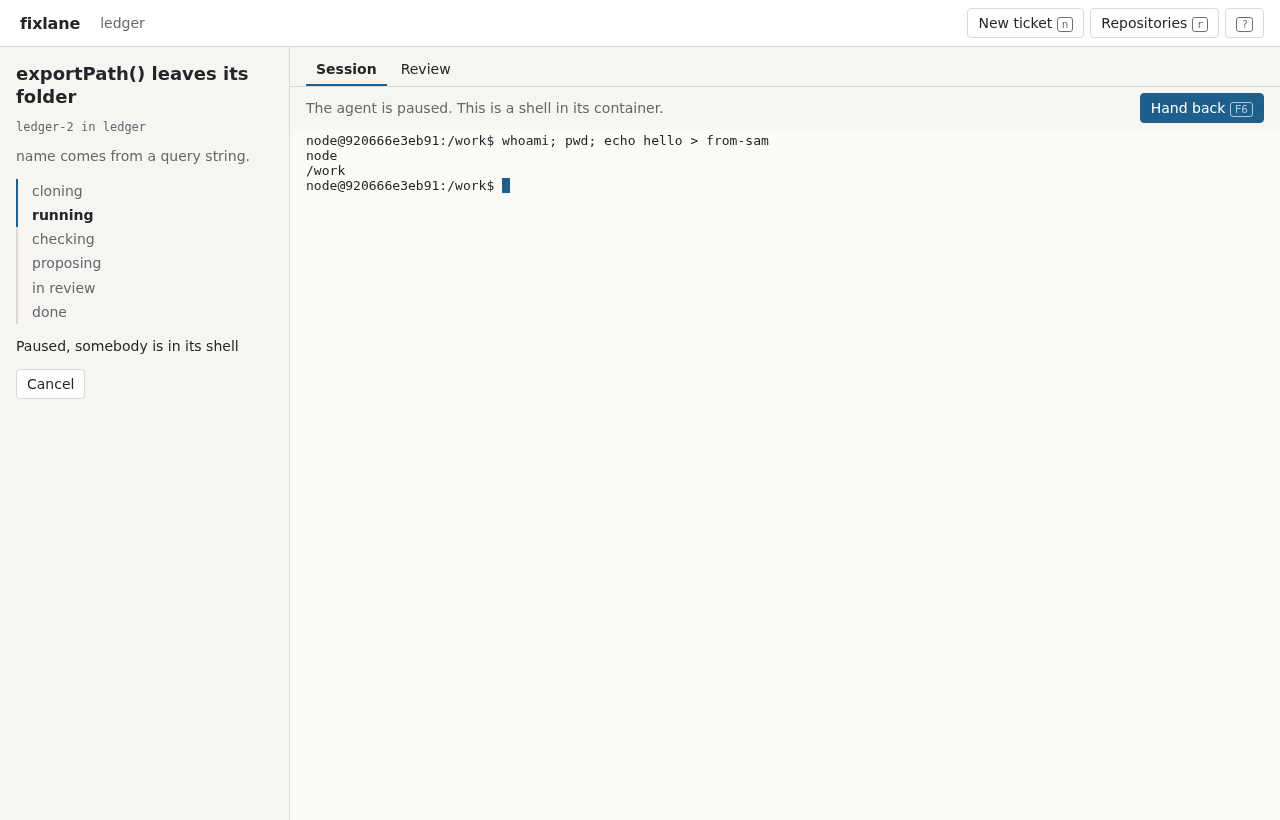 fixlane ledger New ticket n Repositories r ?
exportPath() leaves its
folder
ledger-2 in ledger
name comes from a query string.
cloning
running
checking
proposing
in review
done
Paused, somebody is in its shell
Cancel
Session Review
The agent is paused. This is a shell in its container. Hand back F6
node@920666e3eb91:/work$ whoami; pwd; echo hello > from-sam
node
/work
node@920666e3eb91:/work$